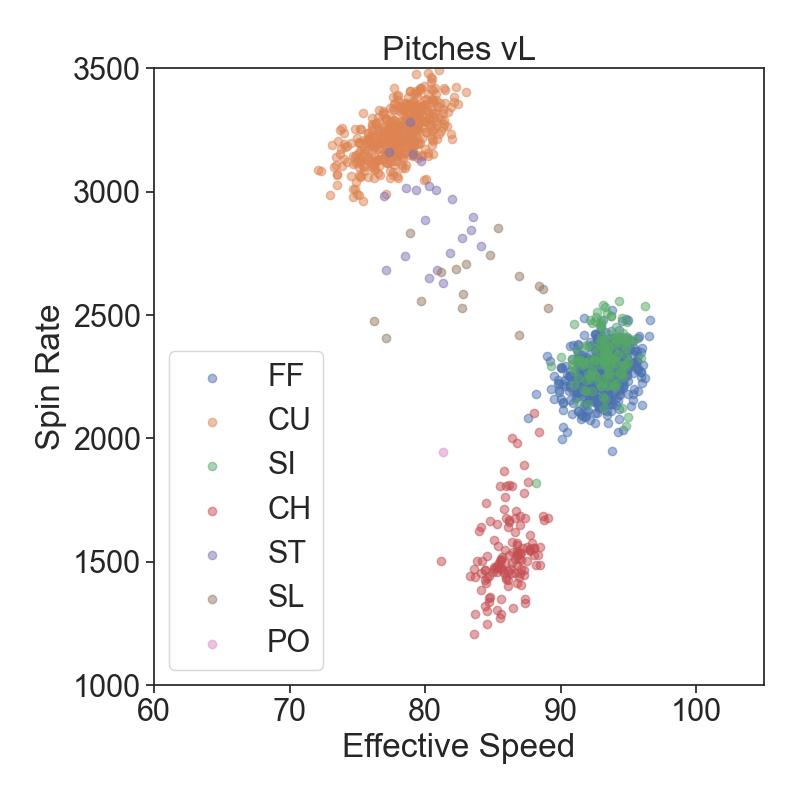 Pitches vL
3500
3000
2500
2000
1500
1000
Spin Rate
FF
CU
SI
CH
ST
SL
PO
60 70 80 90 100
Effective Speed